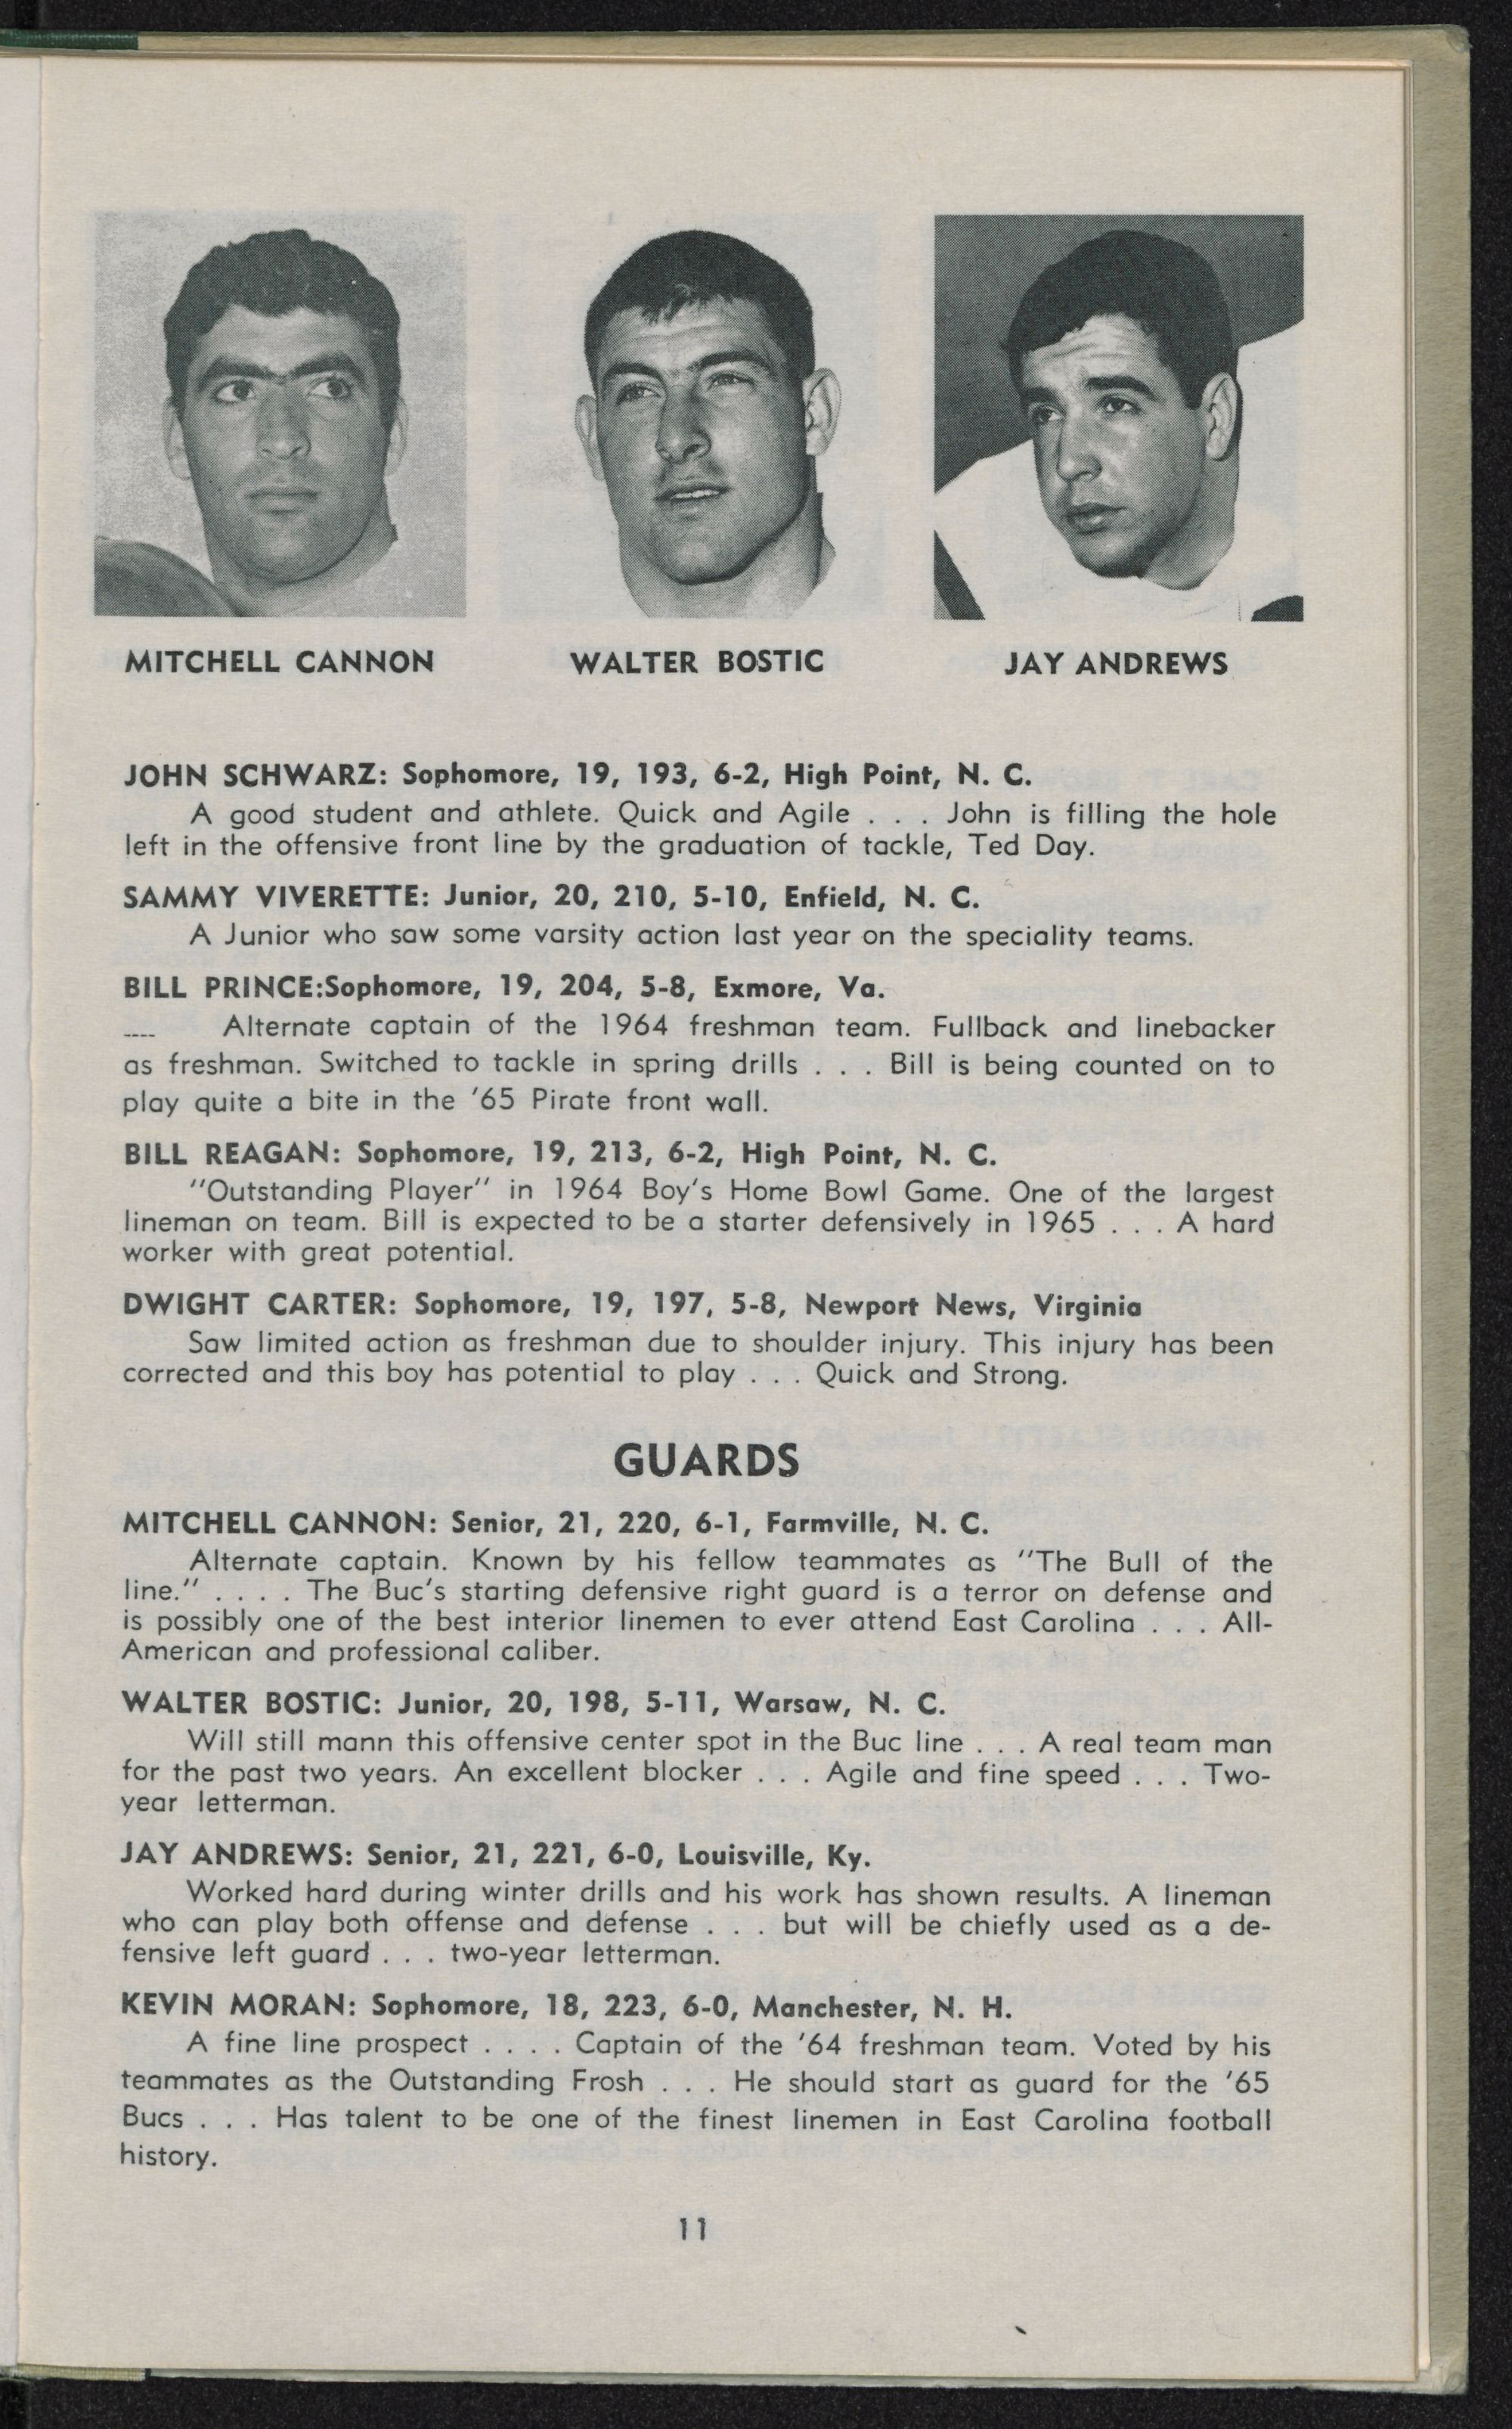 MITCHELL CANNON
WALTER BOSTIC
JAY ANDREWS
JOHN SCHWARZ: Sophomore, 19, 193, 6-2, High Point, N. C.
A good student and athlete. Quick and Agile . . . John is filling the hole
left in the offensive front line by the graduation of tackle, Ted Day.
SAMMY VIVERETTE: Junior, 20, 210, 5-10, Enfield, N. C.
A Junior who saw some varsity action last year on the speciality teams.
BILL PRINCE:Sophomore, 19, 204, 5-8, Exmore, Va.
---- Alternate captain of the 1964 freshman team. Fullback and linebacker
as freshman. Switched to tackle in spring drills . . . Bill is being counted on to
play quite a bite in the '65 Pirate front wall.
BILL REAGAN: Sophomore, 19, 213, 6-2, High Point, N. C.
"Outstanding Player" in 1964 Boy's Home Bowl Game. One of the largest
lineman on team. Bill is expected to be a starter defensively in 1965 . . . A hard
worker with great potential.
DWIGHT CARTER: Sophomore, 19, 197, 5-8, Newport News, Virginia
Saw limited action as freshman due to shoulder injury. This injury has been
corrected and this boy has potential to play . . . Quick and Strong.
GUARDS
MITCHELL CANNON: Senior, 21, 220, 6-1, Farmville, N. C.
Alternate captain. Known by his fellow teammates as "The Bull of the
line." . . . . The Buc's starting defensive right guard is a terror on defense and
is possibly one of the best interior linemen to ever attend East Carolina . . . All-
American and professional caliber.
WALTER BOSTIC: Junior, 20, 198, 5-11, Warsaw, N. C.
Will still mann this offensive center spot in the Buc line . . . A real team man
for the past two years. An excellent blocker . . . Agile and fine speed . . . Two-
year letterman.
JAY ANDREWS: Senior, 21, 221, 6-0, Louisville, Ky.
Worked hard during winter drills and his work has shown results. A lineman
who can play both offense and defense . . . but will be chiefly used as a de-
fensive left guard . . . two-year letterman.
KEVIN MORAN: Sophomore, 18, 223, 6-0, Manchester, N. H.
A fine line prospect . . . . Captain of the '64 freshman team. Voted by his
teammates as the Outstanding Frosh . . . He should start as guard for the '65
Bucs . . . Has talent to be one of the finest linemen in East Carolina football
history.
11